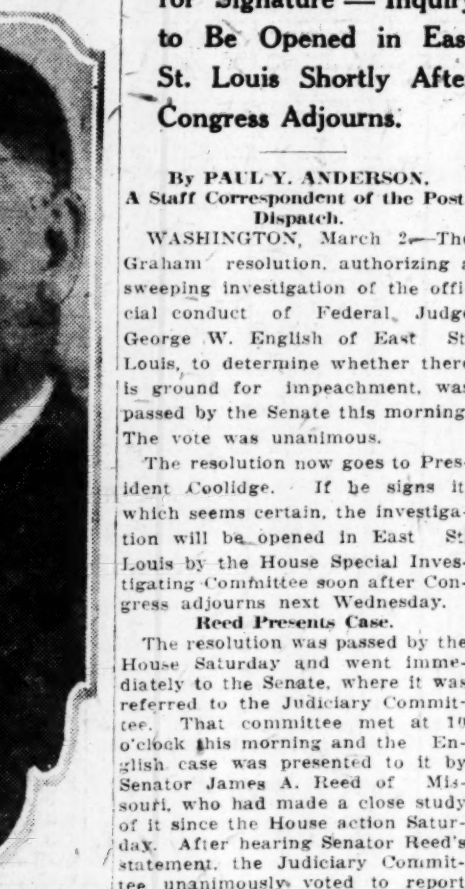 for Signature — Inquiry
to Be Opened in Eas
St. Louis Shortly Afte
Congress Adjourns.
By PAUL Y. ANDERSON,
A Staff Correspondent of the Post-
Dispatch.
WASHINGTON, March 2.—The
Graham resolution, authorizing a
sweeping investigation of the offi-
cial conduct of Federal Judge
George W. English of East St.
Louis, to determine whether there
is ground for impeachment, was
passed by the Senate this morning.
The vote was unanimous.
The resolution now goes to Pres-
ident Coolidge. If he signs it,
which seems certain, the investiga-
tion will be opened in East St.
Louis by the House Special Inves-
tigating Committee soon after Con-
gress adjourns next Wednesday.
Reed Presents Case.
The resolution was passed by the
House Saturday and went imme-
diately to the Senate, where it was
referred to the Judiciary Commit-
tee. That committee met at 10
o'clock this morning and the En-
glish case was presented to it by
Senator James A. Reed of Mis-
souri, who had made a close study
of it since the House action Satur-
day. After hearing Senator Reed's
statement, the Judiciary Commit-
tee unanimously voted to report